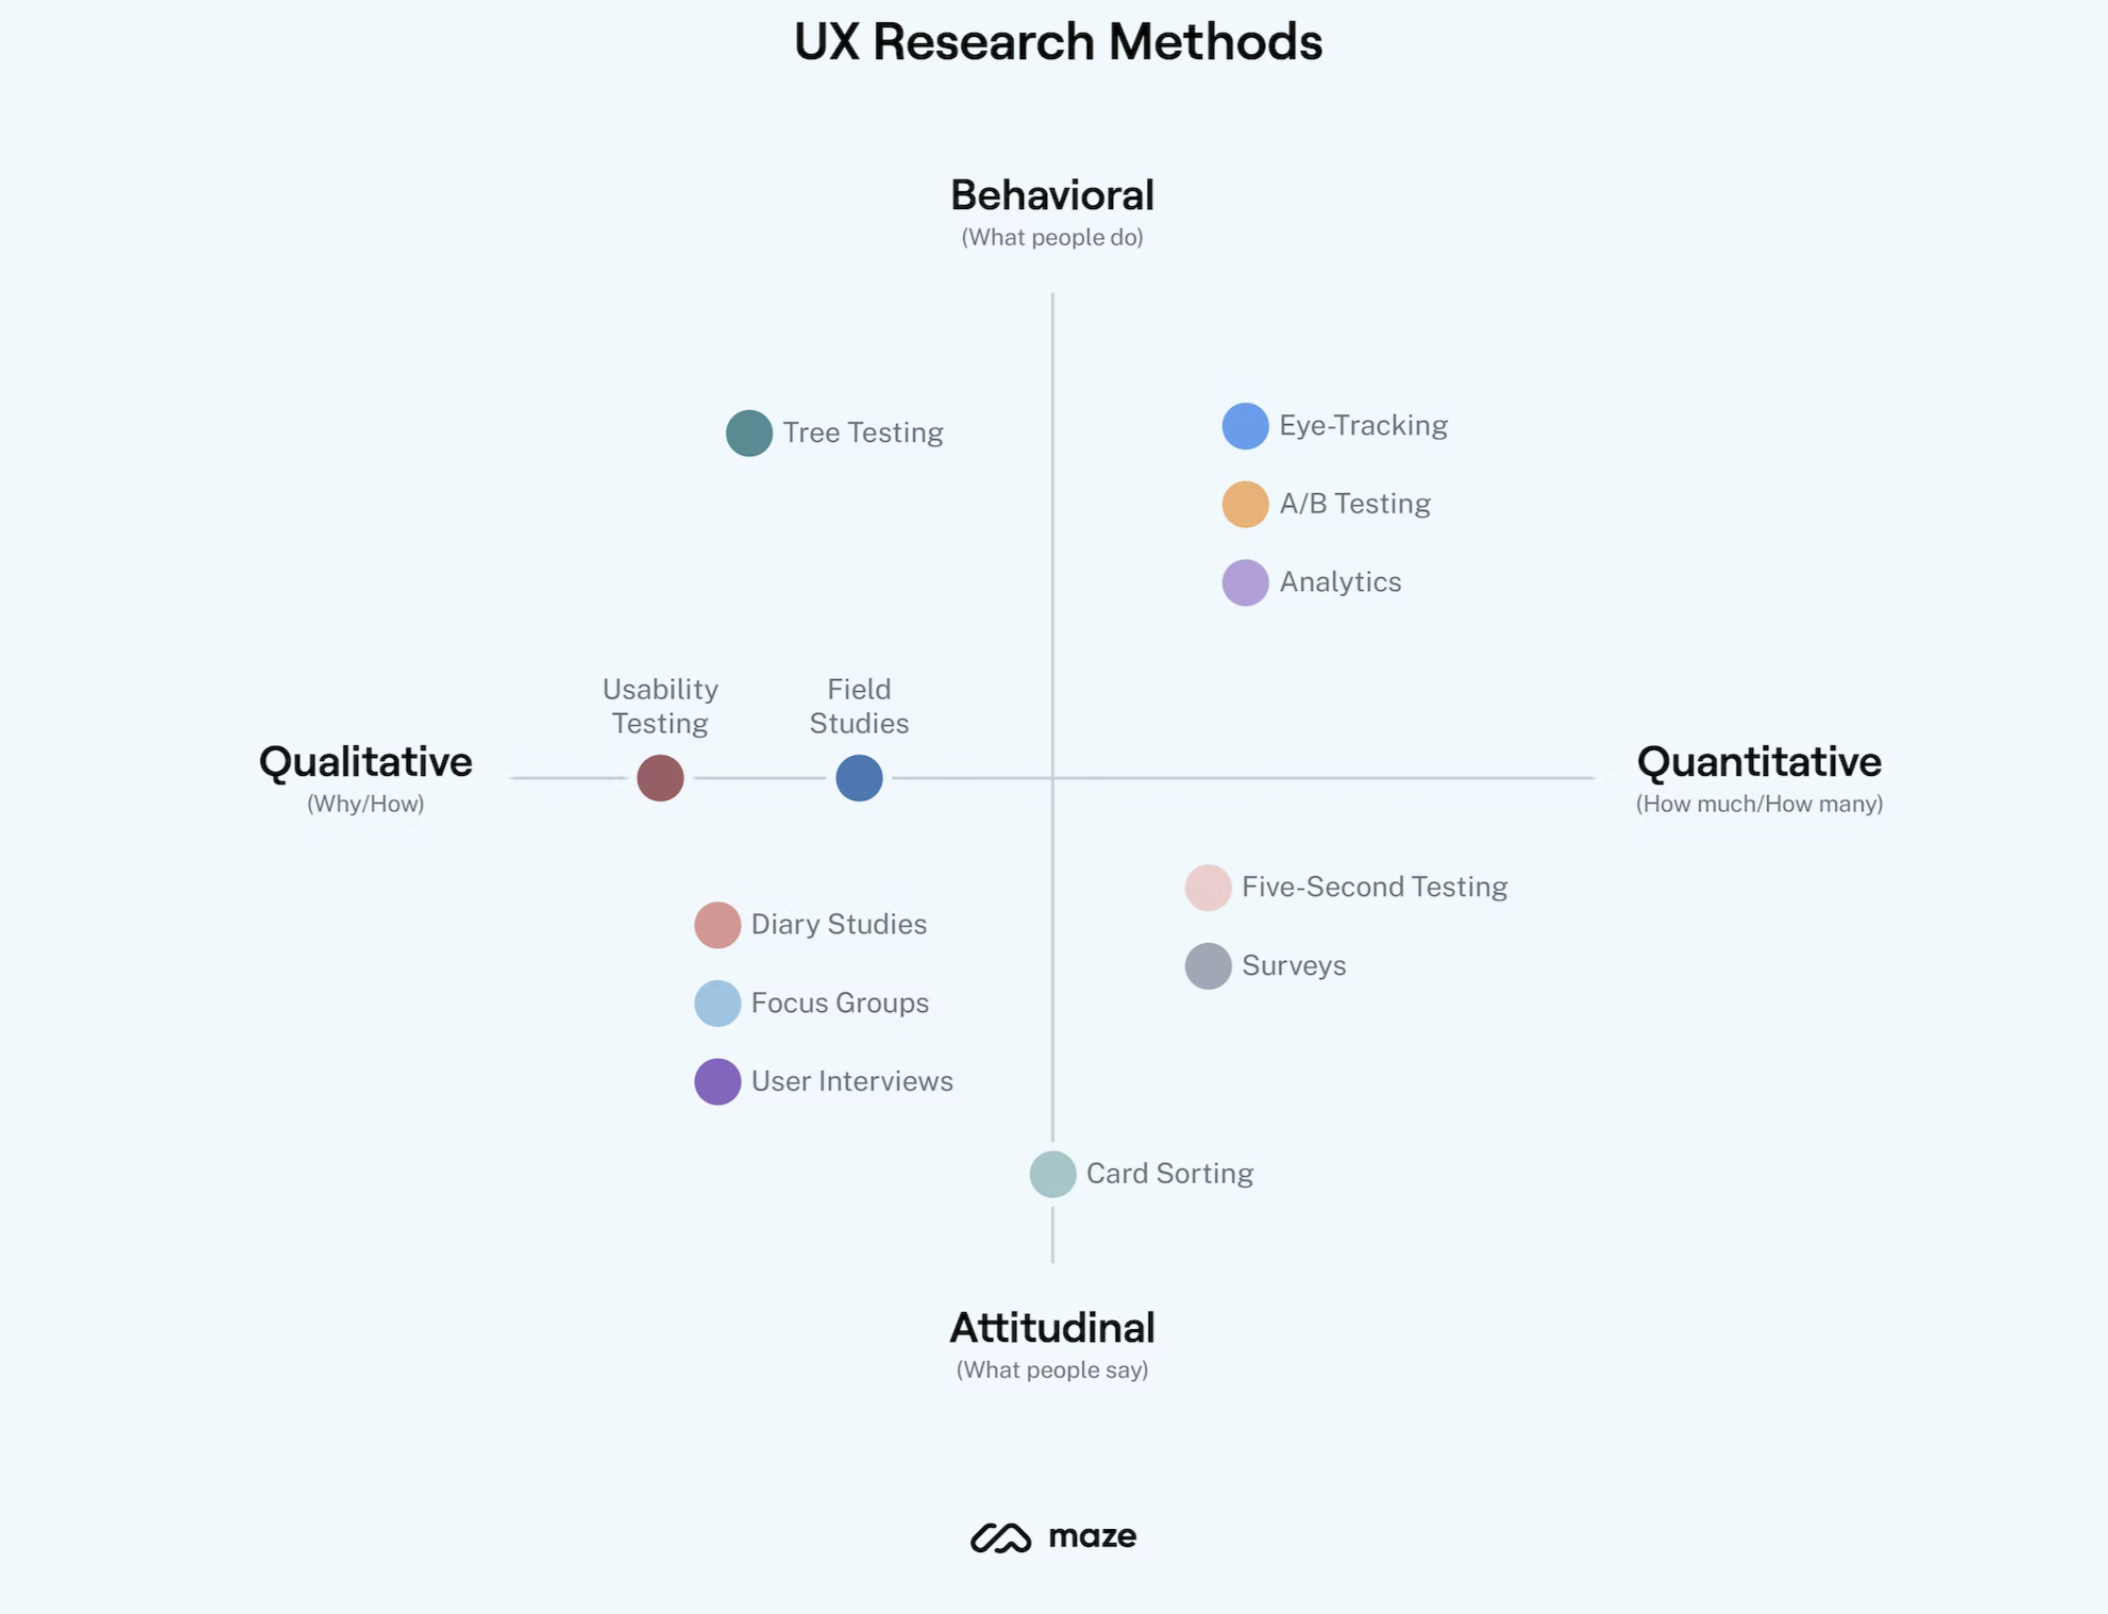 UX Research Methods
Behavioral
(What people do)
Tree Testing
Eye-Tracking
A/B Testing
Analytics
Usability
Testing
Field
Studies
Qualitative
(Why/How)
Quantitative
(How much/How many)
Five-Second Testing
Surveys
Diary Studies
Focus Groups
User Interviews
Card Sorting
Attitudinal
(What people say)
maze